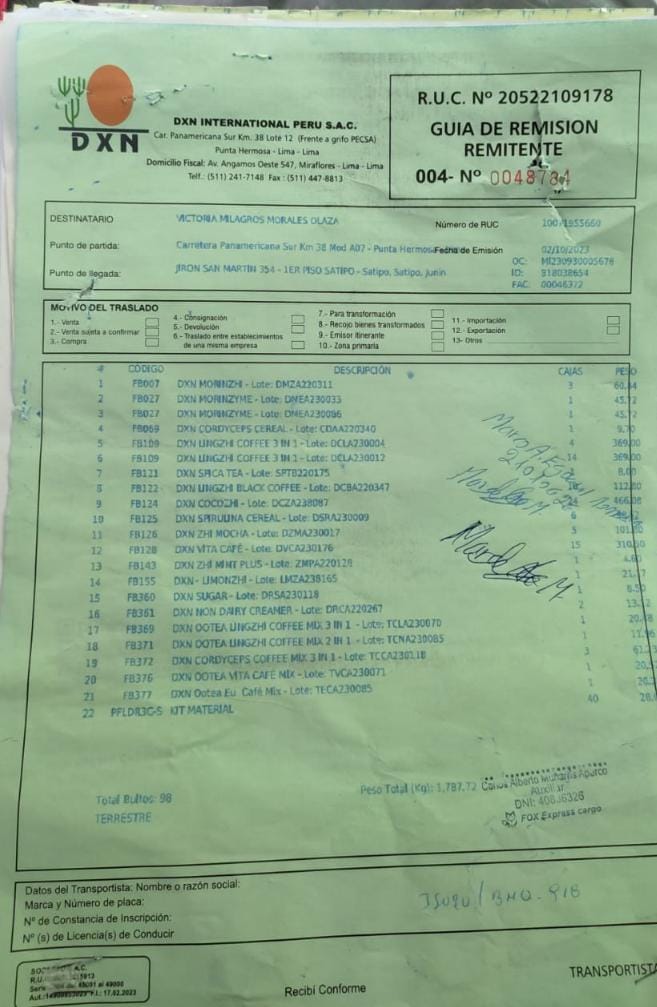 DXN
DXN INTERNATIONAL PERU S.A.C.
Car. Panamericana Sur Km. 38 Lote 12 (Frente a grifo PECSA)
Punta Hermosa - Lima - Lima
Domicilio Fiscal: Av. Angamos Oeste 547, Miraflores - Lima - Lima
Telf.: (511) 241-7148 Fax : (511) 447-8813
R.U.C. Nº 20522109178
GUIA DE REMISION
REMITENTE
004- Nº 0048784
DESTINATARIO VICTORIA MILAGROS MORALES OLAZA Número de RUC
Punto de partida: Carretera Panamericana Sur Km 38 Mod A07 - Punta Hermosa Fecha de Emisión 02/10/2023
OC: MI230930005678
Punto de llegada: JIRON SAN MARTIN 354 - 1ER PISO SATIPO - Satipo, Satipo, Junin ID: 818038654
FAC: 00046372
MOTIVO DEL TRASLADO
1.- Venta
2.- Venta sujeta a confirmar
3.- Compra
4.- Consignación
5.- Devolución
6.- Traslado entre establecimientos
de una misma empresa
7.- Para transformación
8.- Recojo bienes transformados
9.- Emisor itinerante
10.- Zona primaria
11.- Importación
12.- Exportación
13- Otros
# CÓDIGO DESCRIPCIÓN CAJAS PESO
1 FB007 DXN MORINZHI - Lote: DMZA220311 3
2 FB027 DXN MORINZYME - Lote: DMEA230033 1 45.72
3 FB027 DXN MORINZYME - Lote: DMEA230086 1 45.72
4 FB069 DXN CORDYCEPS CEREAL - Lote: CDAA220340 1
5 FB109 DXN LINGZHI COFFEE 3 IN 1 - Lote: DCLA230004 4 369.00
6 FB109 DXN LINGZHI COFFEE 3 IN 1 - Lote: DCLA230012 14 369.00
7 FB121 DXN SPICA TEA - Lote: SPTB220175
8 FB122 DXN LINGZHI BLACK COFFEE - Lote: DCBA220347
9 FB124 DXN COCOZHI - Lote: DCZA238087
10 FB125 DXN SPIRULINA CEREAL - Lote: DSRA230009
11 FB126 DXN ZHI MOCHA - Lote: DZMA230017 5
12 FB128 DXN VITA CAFÉ - Lote: DVCA230176 15
13 FB143 DXN ZHI MINT PLUS - Lote: ZMPA220128 1
14 FB155 DXN - LIMONZHI - Lote: LMZA238165 1
15 FB360 DXN SUGAR - Lote: DRSA230118 1
16 FB361 DXN NON DAIRY CREAMER - Lote: DRCA220267 2
17 FB369 DXN OOTEA LINGZHI COFFEE MIX 3 IN 1 - Lote: TCLA230070 1
18 FB371 DXN OOTEA LINGZHI COFFEE MIX 2 IN 1 - Lote: TCNA230085 1
19 FB372 DXN CORDYCEPS COFFEE MIX 3 IN 1 - Lote: TCCA230118 3
20 FB376 DXN OOTEA VITA CAFÉ MIX - Lote: TVCA230071 1
21 FB377 DXN Ootea Eu Café Mix - Lote: TECA230085 1
22 PFLDR3G-S KIT MATERIAL 40
Total Bultos: 98 Peso Total (Kg): 1,787.72
TERRESTRE
Carlos Alberto Aparco
Auxiliar
DNI:
FOX Express cargo
Datos del Transportista: Nombre o razón social:
Marca y Número de placa:
Nº de Constancia de Inscripción:
Nº (s) de Licencia(s) de Conducir
Recibí Conforme
TRANSPORTISTA